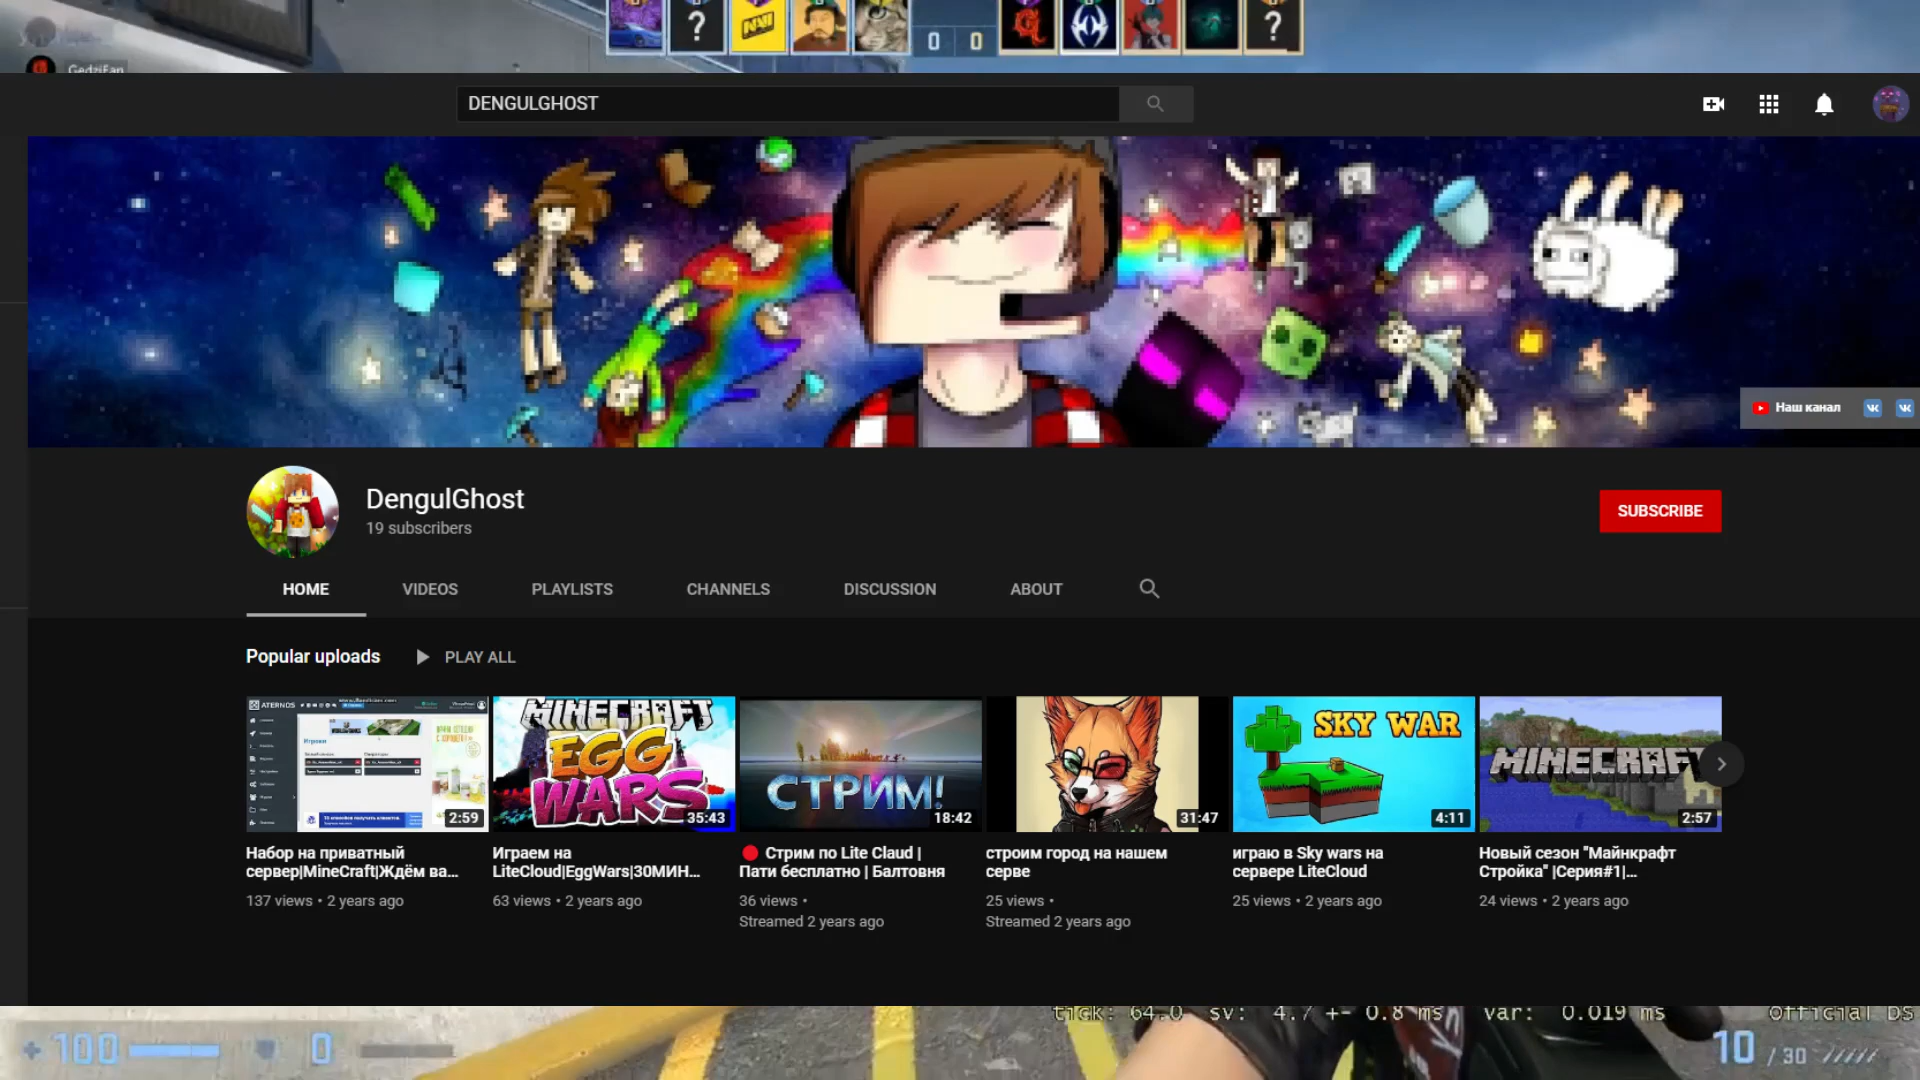 0 0
GedziFan
DENGULGHOST
Наш канал
DengulGhost
19 subscribers
SUBSCRIBE
HOME VIDEOS PLAYLISTS CHANNELS DISCUSSION ABOUT
Popular uploads PLAY ALL
ATERNOS
2:59
MINECRAFT
EGG
WARS
35:43
СТРИМ!
18:42
31:47
SKY WAR
4:11
MINECRAFT
2:57
Набор на приватный
сервер|MineCraft|Ждём ва...
137 views • 2 years ago
Играем на
LiteCloud|EggWars|30МИН...
63 views • 2 years ago
Стрим по Lite Claud |
Пати бесплатно | Балтовня
36 views •
Streamed 2 years ago
строим город на нашем
серве
25 views •
Streamed 2 years ago
играю в Sky wars на
сервере LiteCloud
25 views • 2 years ago
Новый сезон "Майнкрафт
Стройка" |Серия#1|...
24 views • 2 years ago
tick: 64.0 sv: 4.7 +- 0.8 ms var: 0.019 ms Official DS
100 0
10 / 30